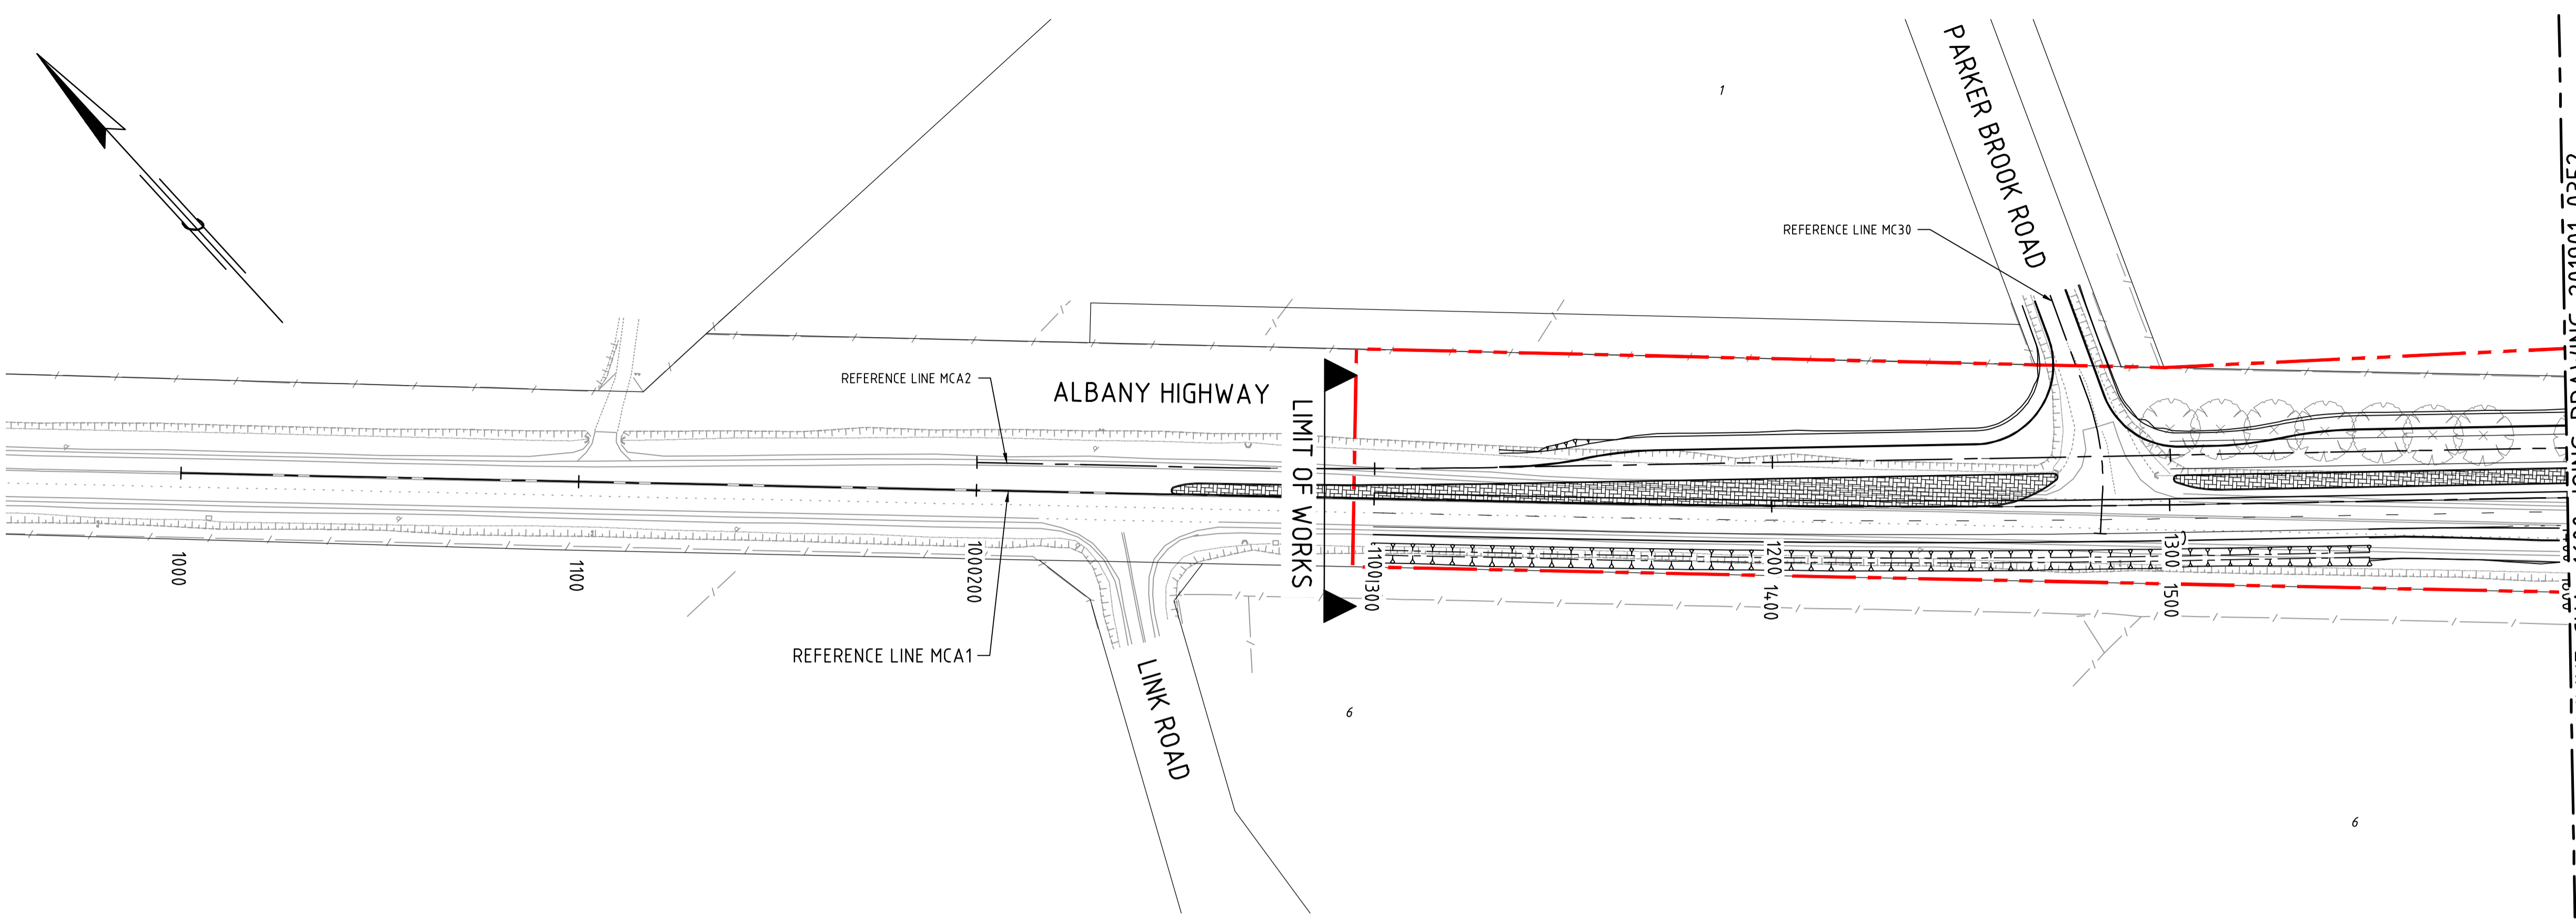 1
PARKER BROOK ROAD
REFERENCE LINE MC30
REFERENCE LINE MCA2
ALBANY HIGHWAY
LIMIT OF WORKS
1000
1100
1000200
1100300
1200 1400
1300 1500
REFERENCE LINE MCA1
LINK ROAD
6
6